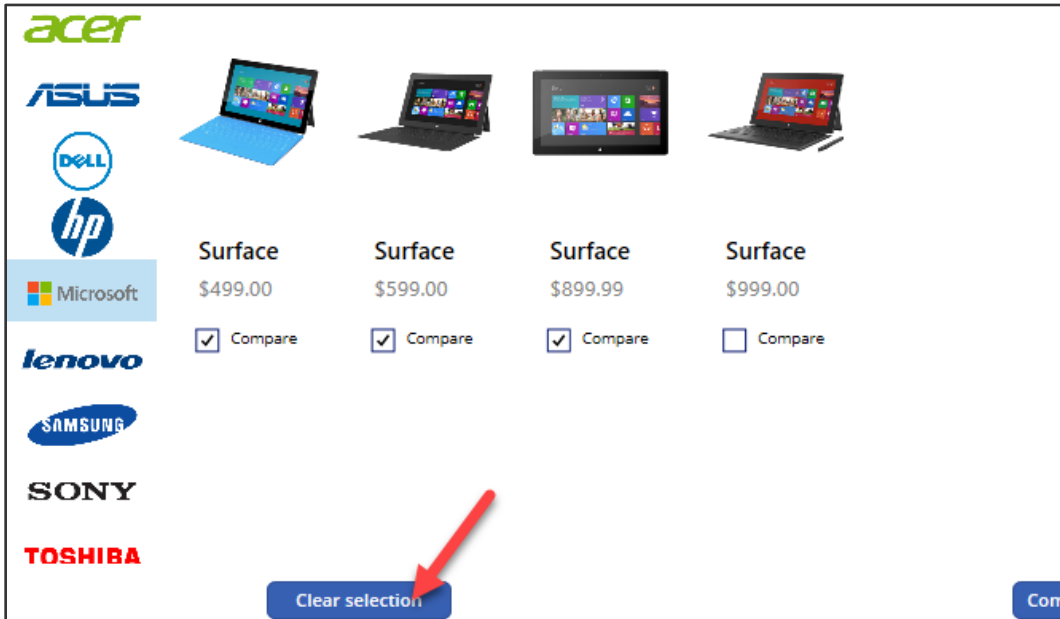 acer
ASUS
DELL
hp
Microsoft
lenovo
SAMSUNG
SONY
TOSHIBA
Surface Surface Surface Surface
$499.00 $599.00 $899.99 $999.00
Compare Compare Compare Compare
Clear selection
Com